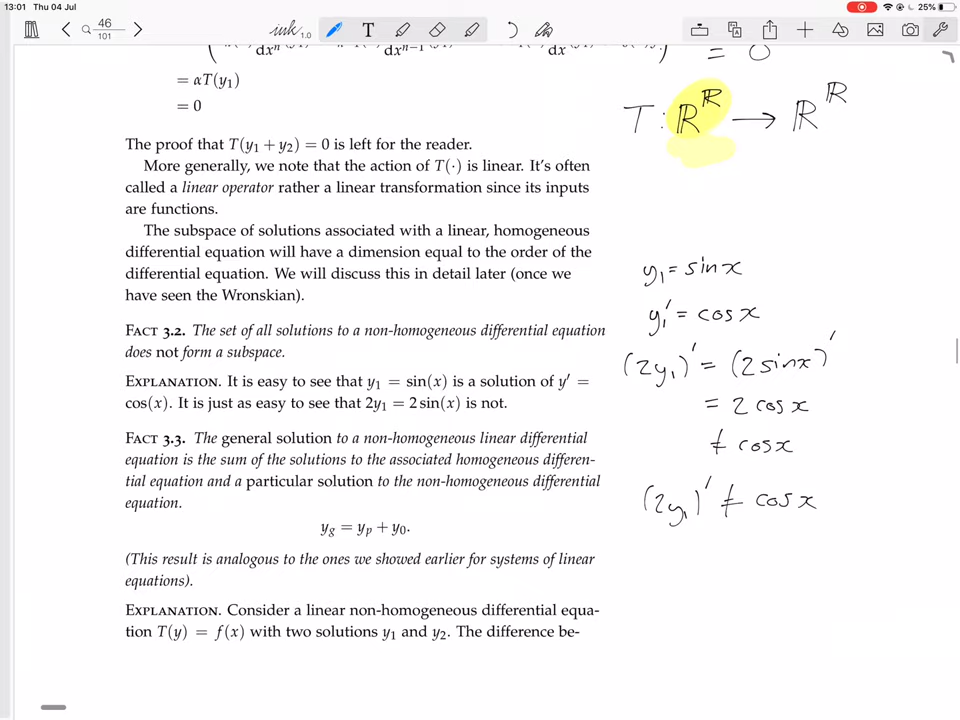 13:01 Thu 04 Jul
25%
46
101
ink 1.0
T
dxⁿ
dxⁿ⁻¹
dx
= 0
= αT(y₁)
= 0
T : ℝ^ℝ → ℝ^ℝ
The proof that T(y₁ + y₂) = 0 is left for the reader.
More generally, we note that the action of T(·) is linear. It’s often
called a linear operator rather a linear transformation since its inputs
are functions.
The subspace of solutions associated with a linear, homogeneous
differential equation will have a dimension equal to the order of the
differential equation. We will discuss this in detail later (once we
have seen the Wronskian).
Fact 3.2. The set of all solutions to a non-homogeneous differential equation
does not form a subspace.
Explanation. It is easy to see that y₁ = sin(x) is a solution of y′ =
cos(x). It is just as easy to see that 2y₁ = 2 sin(x) is not.
Fact 3.3. The general solution to a non-homogeneous linear differential
equation is the sum of the solutions to the associated homogeneous differen-
tial equation and a particular solution to the non-homogeneous differential
equation.
y_g = y_p + y₀.
(This result is analogous to the ones we showed earlier for systems of linear
equations).
Explanation. Consider a linear non-homogeneous differential equa-
tion T(y) = f(x) with two solutions y₁ and y₂. The difference be-
y₁ = sin x
y₁′ = cos x
(2y₁)′ = (2 sin x)′
= 2 cos x
≠ cos x
(2y₁)′ ≠ cos x